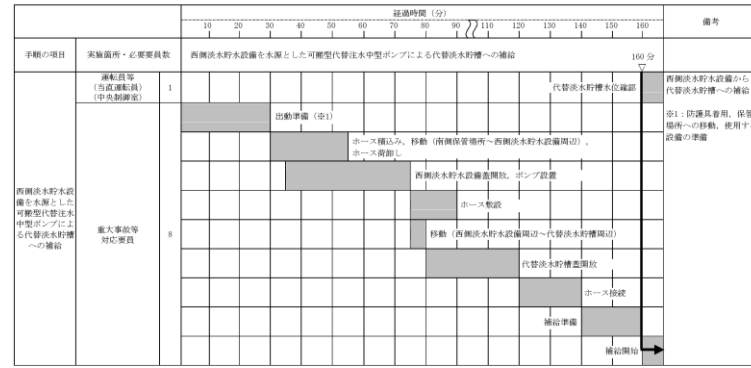 経過時間（分）
備考
10 20 30 40 50 60 70 80 90 100 110 120 130 140 150 160
手順の項目
実施箇所・必要要員数
西側淡水貯水設備を水源とした可搬型代替注水中型ポンプによる代替淡水貯槽への補給
160 分
西側淡水貯水設
備を水源とした
可搬型代替注水
中型ポンプによ
る代替淡水貯槽
への補給
運転員等
（当直運転員）
（中央制御室）
1
代替淡水貯槽水位確認
西側淡水貯水設備から
代替淡水貯槽への補給
※1：防護具着用，保管
場所への移動，使用す
設備の準備
重大事故等
対応要員
8
出動準備（※1）
ホース積込み，移動（南側保管場所～西側淡水貯水設備周辺），
ホース荷卸し
西側淡水貯水設備蓋開放，ポンプ設置
ホース敷設
移動（西側淡水貯水設備周辺～代替淡水貯槽周辺）
代替淡水貯槽蓋開放
ホース接続
補給準備
補給開始